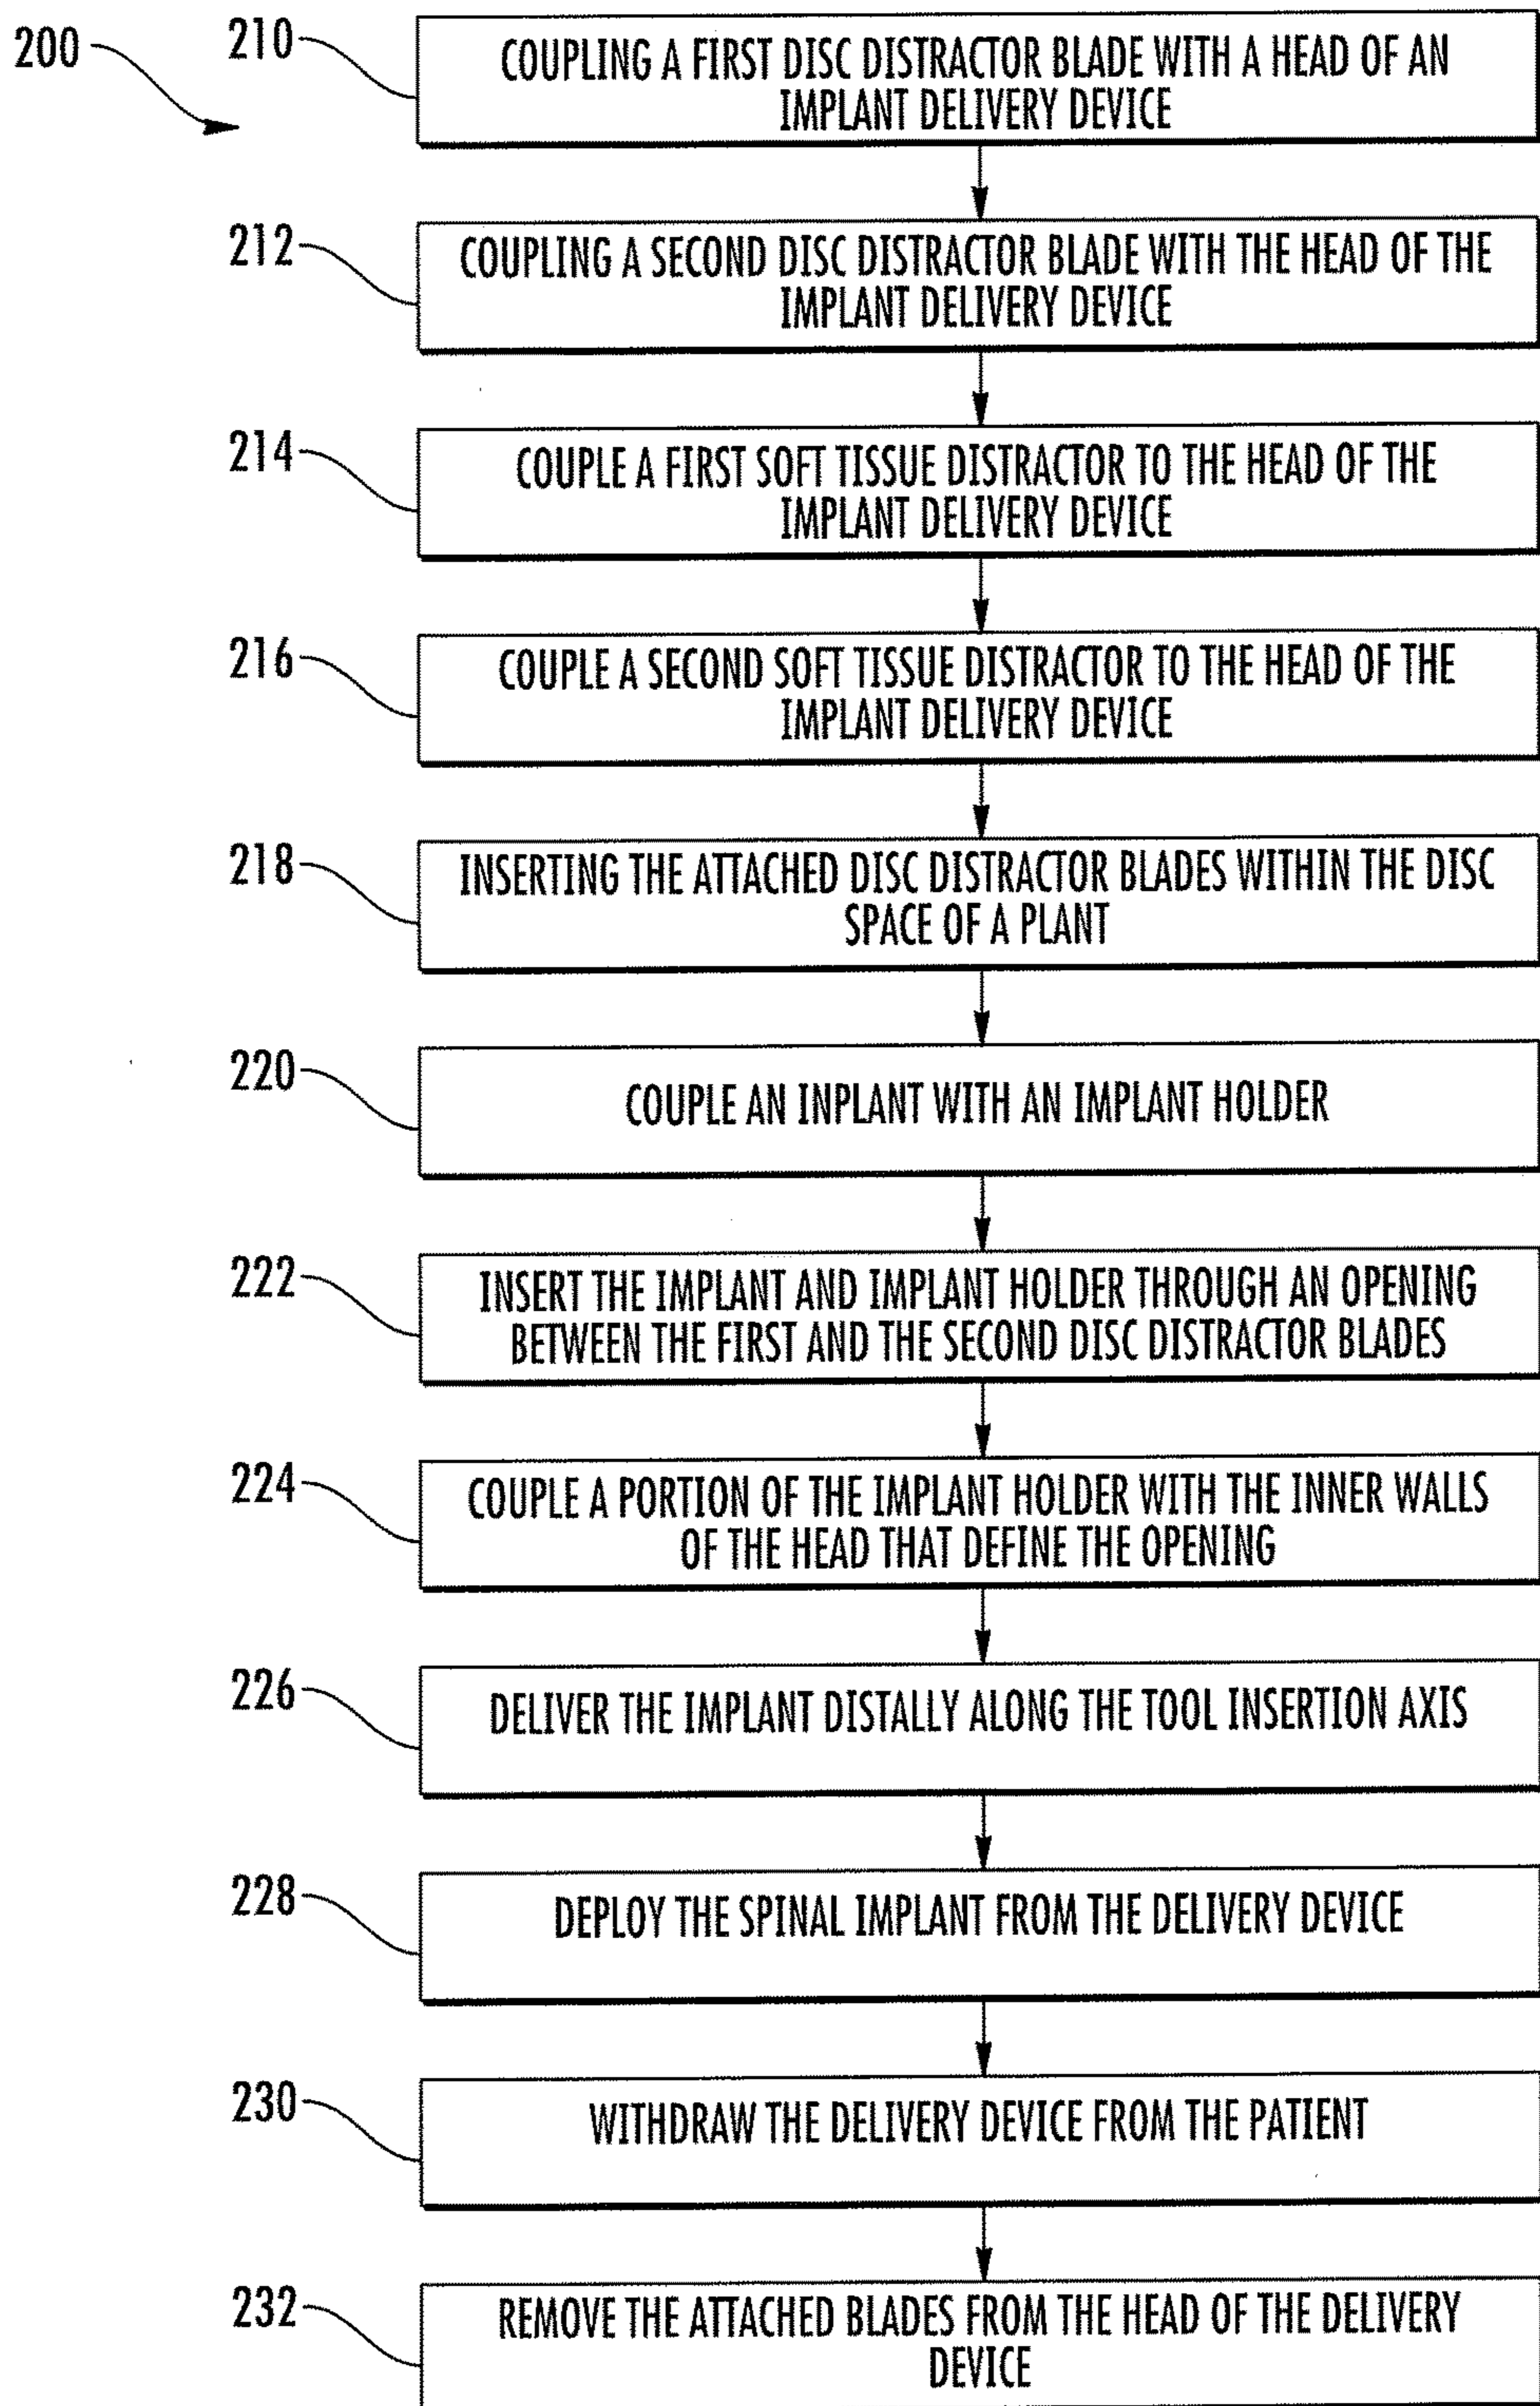 200
210
COUPLING A FIRST DISC DISTRACTOR BLADE WITH A HEAD OF AN
IMPLANT DELIVERY DEVICE
212
COUPLING A SECOND DISC DISTRACTOR BLADE WITH THE HEAD OF THE
IMPLANT DELIVERY DEVICE
214
COUPLE A FIRST SOFT TISSUE DISTRACTOR TO THE HEAD OF THE
IMPLANT DELIVERY DEVICE
216
COUPLE A SECOND SOFT TISSUE DISTRACTOR TO THE HEAD OF THE
IMPLANT DELIVERY DEVICE
218
INSERTING THE ATTACHED DISC DISTRACTOR BLADES WITHIN THE DISC
SPACE OF A PLANT
220
COUPLE AN INPLANT WITH AN IMPLANT HOLDER
222
INSERT THE IMPLANT AND IMPLANT HOLDER THROUGH AN OPENING
BETWEEN THE FIRST AND THE SECOND DISC DISTRACTOR BLADES
224
COUPLE A PORTION OF THE IMPLANT HOLDER WITH THE INNER WALLS
OF THE HEAD THAT DEFINE THE OPENING
226
DELIVER THE IMPLANT DISTALLY ALONG THE TOOL INSERTION AXIS
228
DEPLOY THE SPINAL IMPLANT FROM THE DELIVERY DEVICE
230
WITHDRAW THE DELIVERY DEVICE FROM THE PATIENT
232
REMOVE THE ATTACHED BLADES FROM THE HEAD OF THE DELIVERY
DEVICE